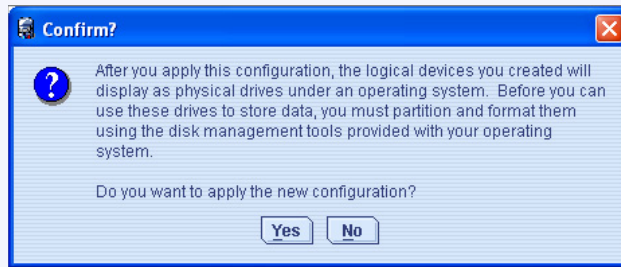 Confirm?
After you apply this configuration, the logical devices you created will
display as physical drives under an operating system. Before you can
use these drives to store data, you must partition and format them
using the disk management tools provided with your operating
system.
Do you want to apply the new configuration?
Yes No